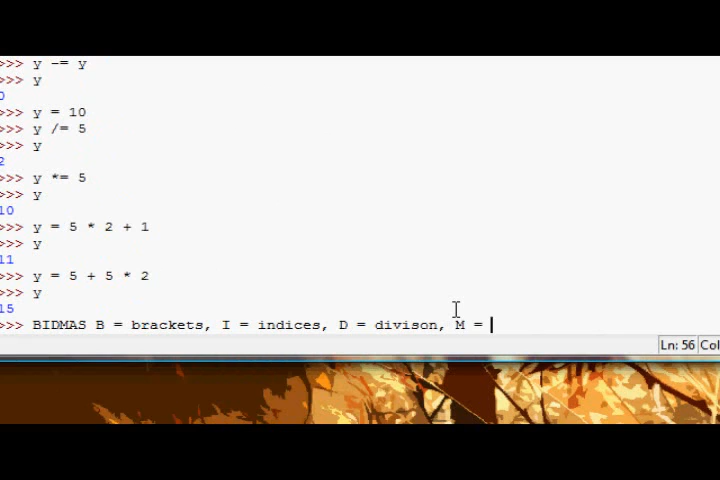 >>> y -= y
>>> y
0
>>> y = 10
>>> y /= 5
>>> y
2
>>> y *= 5
>>> y
10
>>> y = 5 * 2 + 1
>>> y
11
>>> y = 5 + 5 * 2
>>> y
15
>>> BIDMAS B = brackets, I = indices, D = divison, M =
Ln: 56 Col